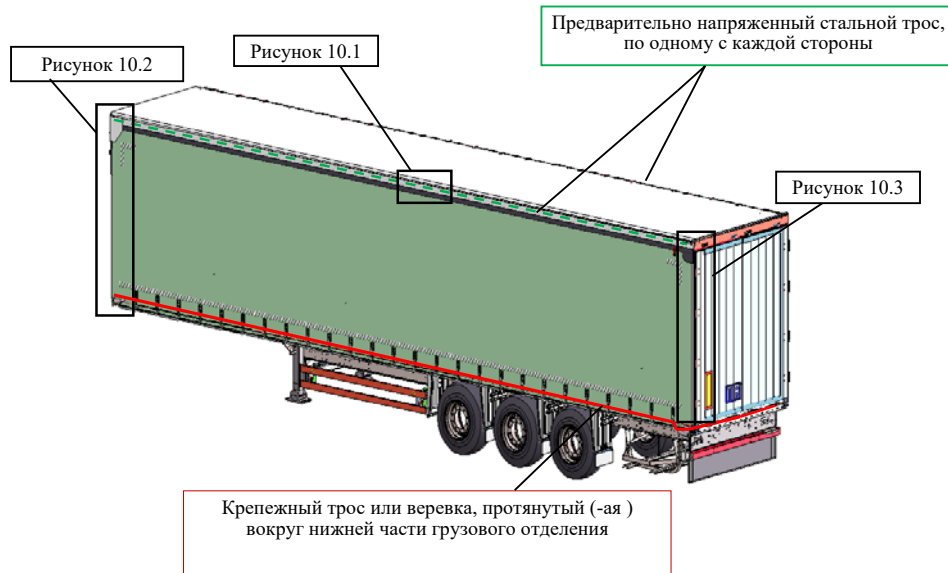 Предварительно напряженный стальной трос,
по одному с каждой стороны
Рисунок 10.1
Рисунок 10.2
Рисунок 10.3
Крепежный трос или веревка, протянутый (-ая )
вокруг нижней части грузового отделения